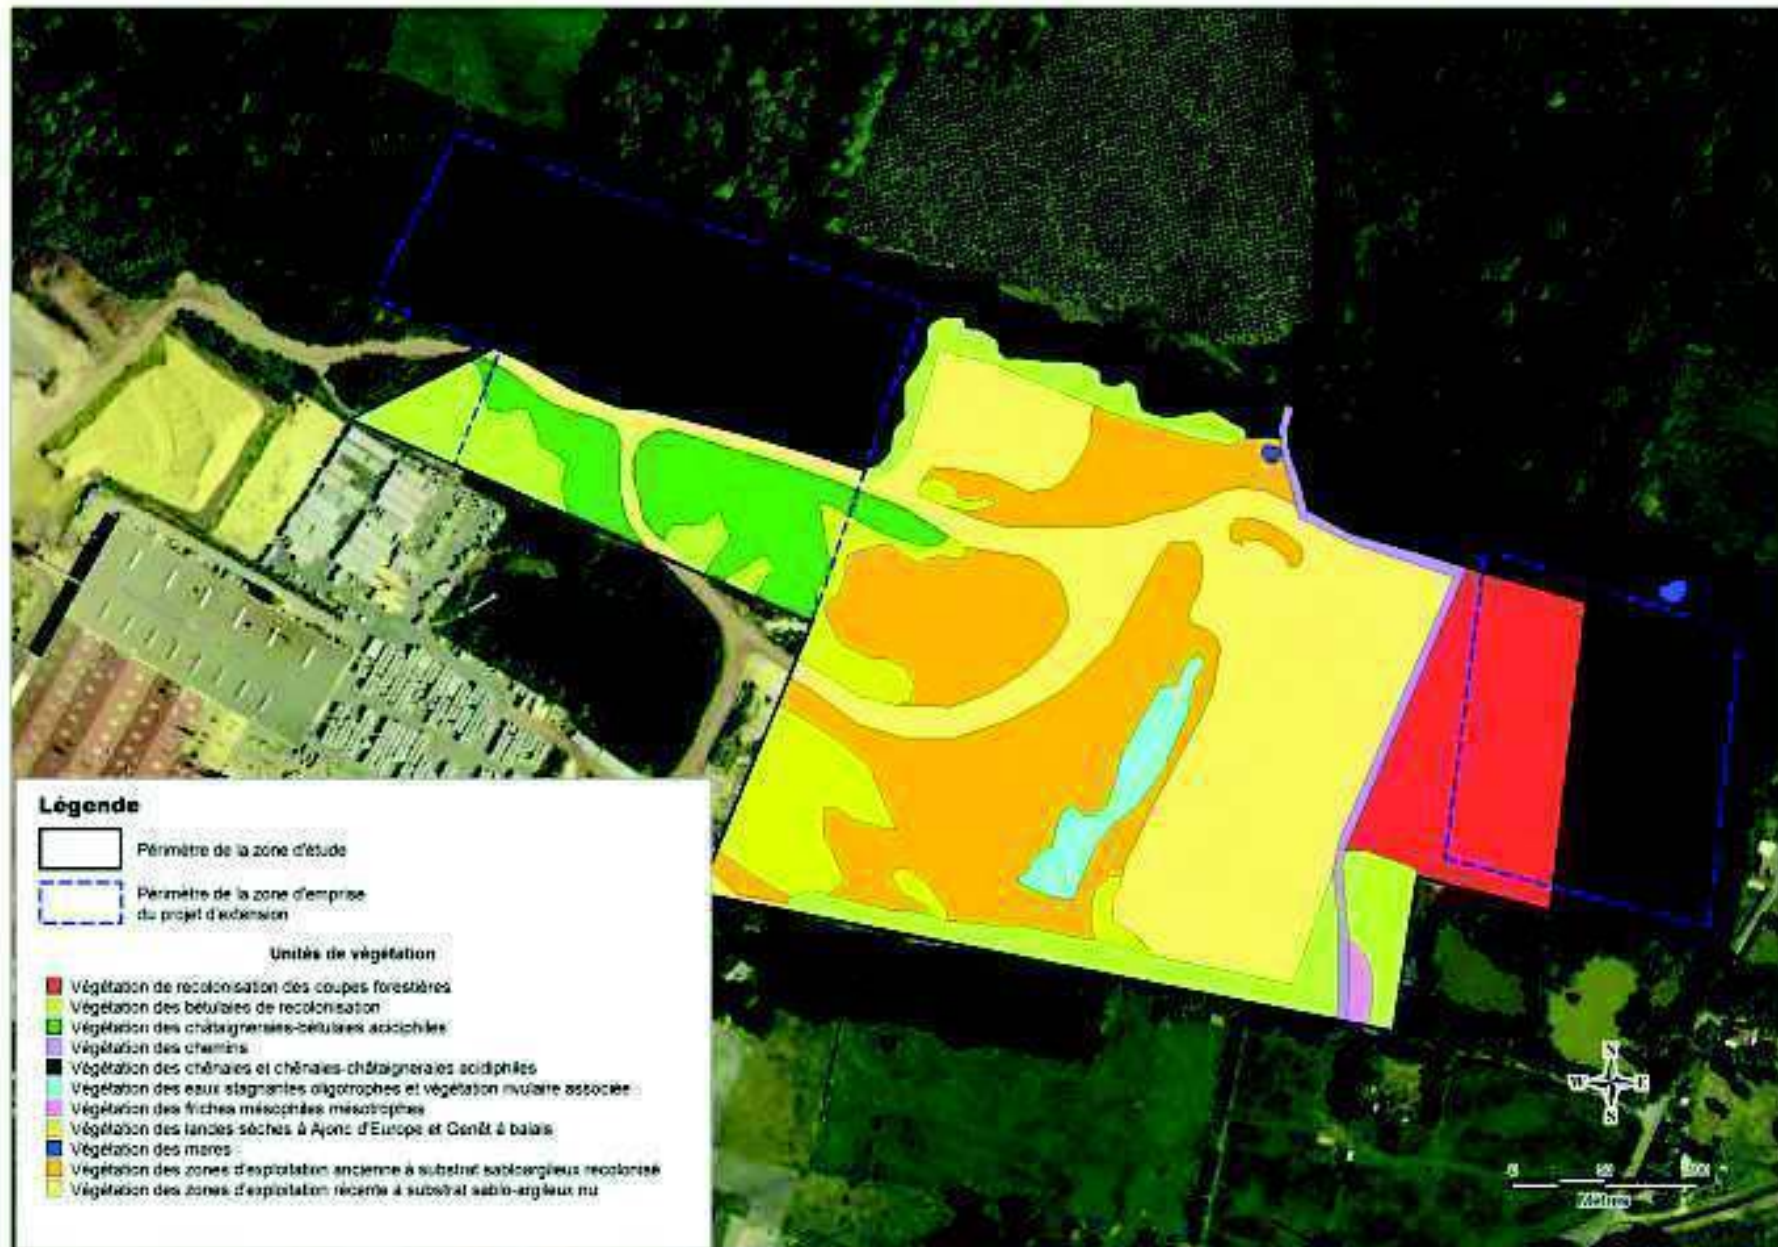 Légende
Périmètre de la zone d'étude
Périmètre de la zone d'emprise
du projet d'extension
Unités de végétation
Végétation de recolonisation des coupes forestières
Végétation des bétulaies de recolonisation
Végétation des châtaigneraies-bétulaies acidiphiles
Végétation des chemins
Végétation des chênaies et chênaies-châtaigneraies acidiphiles
Végétation des eaux stagnantes oligotrophes et végétation rivulaire associée
Végétation des friches mésophiles mésotrophes
Végétation des landes sèches à Ajonc d'Europe et Genêt à balais
Végétation des mares
Végétation des zones d'exploitation ancienne à substrat sabloargileux recolonisé
Végétation des zones d'exploitation récente à substrat sablo-argileux nu
N
W E
S
0
Mètres